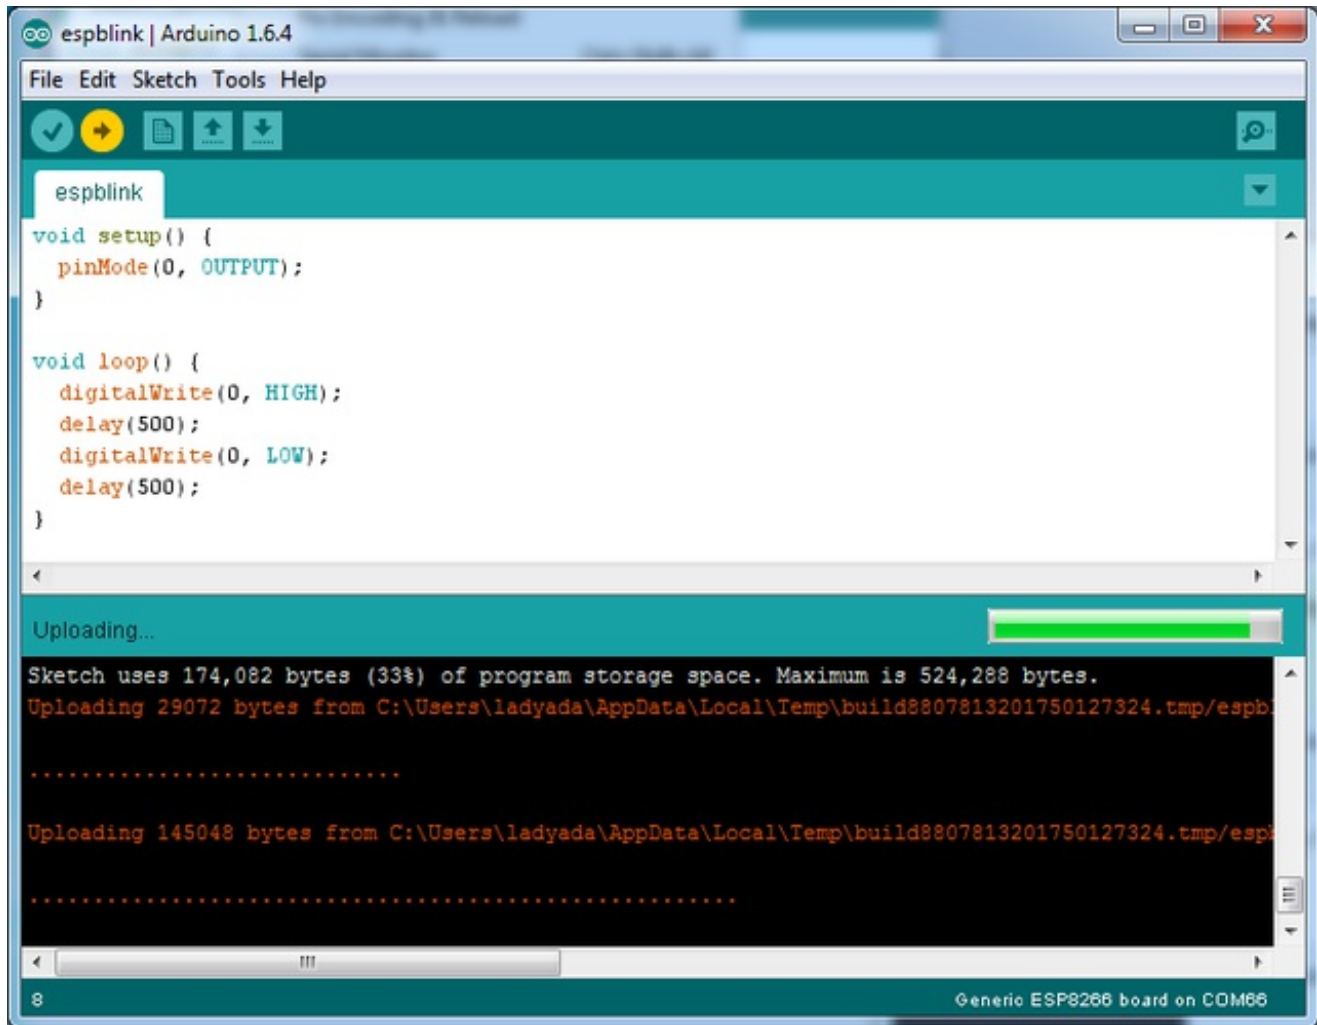 espblink | Arduino 1.6.4
File Edit Sketch Tools Help
espblink
void setup() {
  pinMode(0, OUTPUT);
}
void loop() {
  digitalWrite(0, HIGH);
  delay(500);
  digitalWrite(0, LOW);
  delay(500);
}
Uploading...
Sketch uses 174,082 bytes (33%) of program storage space. Maximum is 524,288 bytes.
Uploading 29072 bytes from C:\Users\ladyada\AppData\Local\Temp\build8807813201750127324.tmp/espb
.............................
Uploading 145048 bytes from C:\Users\ladyada\AppData\Local\Temp\build8807813201750127324.tmp/esp
.......................................................
8
Generic ESP8266 board on COM66